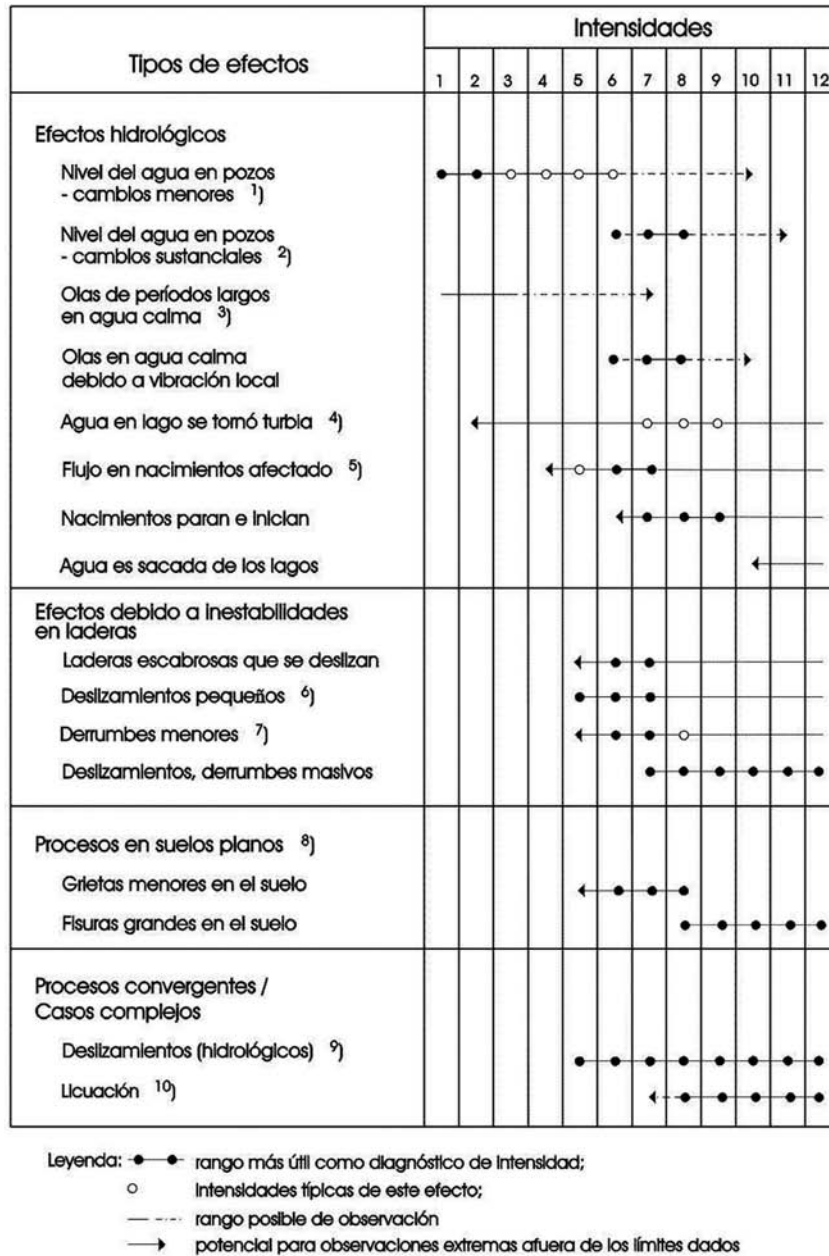 Tipos de efectos
Intensidades
1 2 3 4 5 6 7 8 9 10 11 12
Efectos hidrológicos
Nivel del agua en pozos
- cambios menores 1)
Nivel del agua en pozos
- cambios sustanciales 2)
Olas de períodos largos
en agua calma 3)
Olas en agua calma
debido a vibración local
Agua en lago se tornó turbia 4)
Flujo en nacimientos afectado 5)
Nacimientos paran e inician
Agua es sacada de los lagos
Efectos debido a inestabilidades
en laderas
Laderas escabrosas que se deslizan
Deslizamientos pequeños 6)
Derrumbes menores 7)
Deslizamientos, derrumbes masivos
Procesos en suelos planos 8)
Grietas menores en el suelo
Fisuras grandes en el suelo
Procesos convergentes /
Casos complejos
Deslizamientos (hidrológicos) 9)
Licuación 10)
Leyenda: rango más útil como diagnóstico de intensidad;
intensidades típicas de este efecto;
rango posible de observación
potencial para observaciones extremas afuera de los límites dados